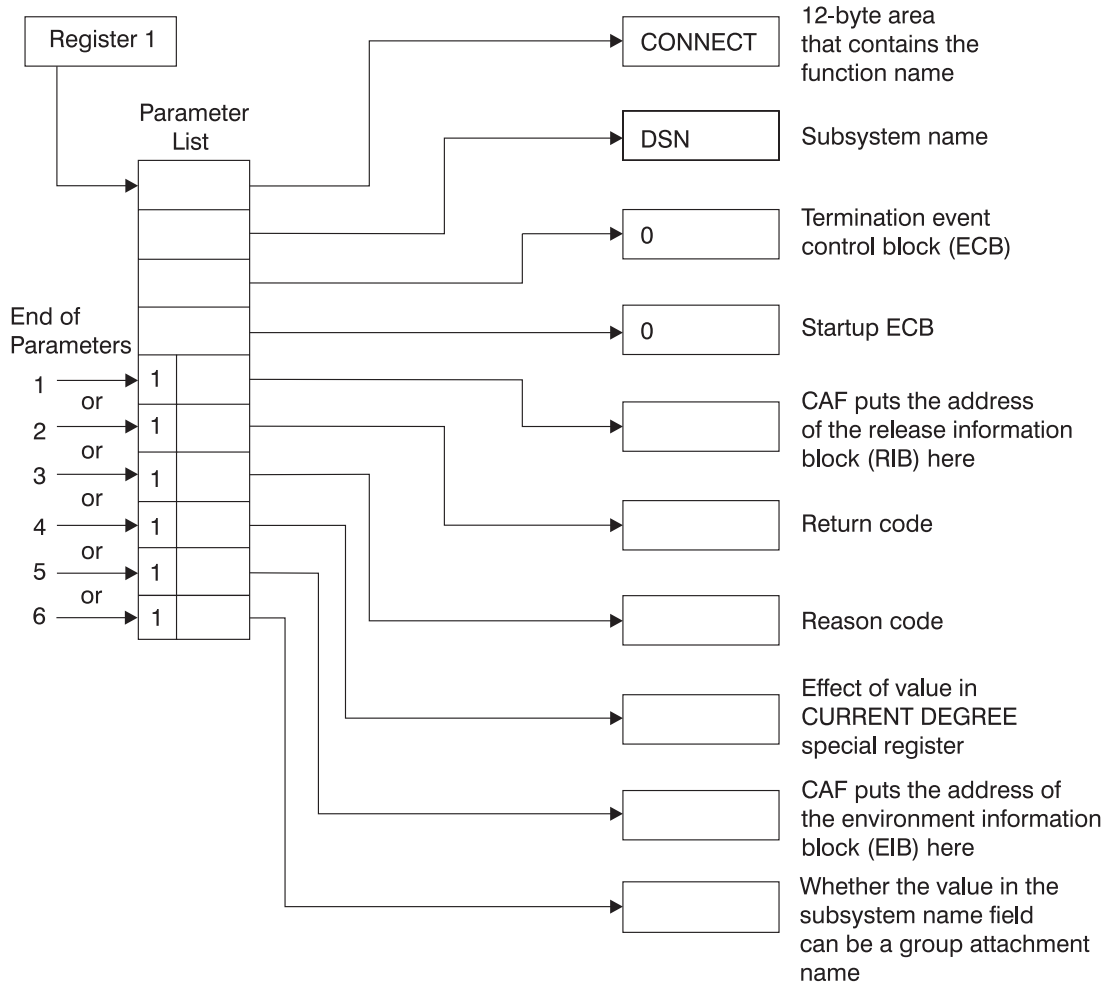 Register 1
Parameter
List
End of
Parameters
1
or
2
or
3
or
4
or
5
or
6
1
1
1
1
1
1
CONNECT
12-byte area
that contains the
function name
DSN
Subsystem name
0
Termination event
control block (ECB)
0
Startup ECB
CAF puts the address
of the release information
block (RIB) here
Return code
Reason code
Effect of value in
CURRENT DEGREE
special register
CAF puts the address of
the environment information
block (EIB) here
Whether the value in the
subsystem name field
can be a group attachment
name